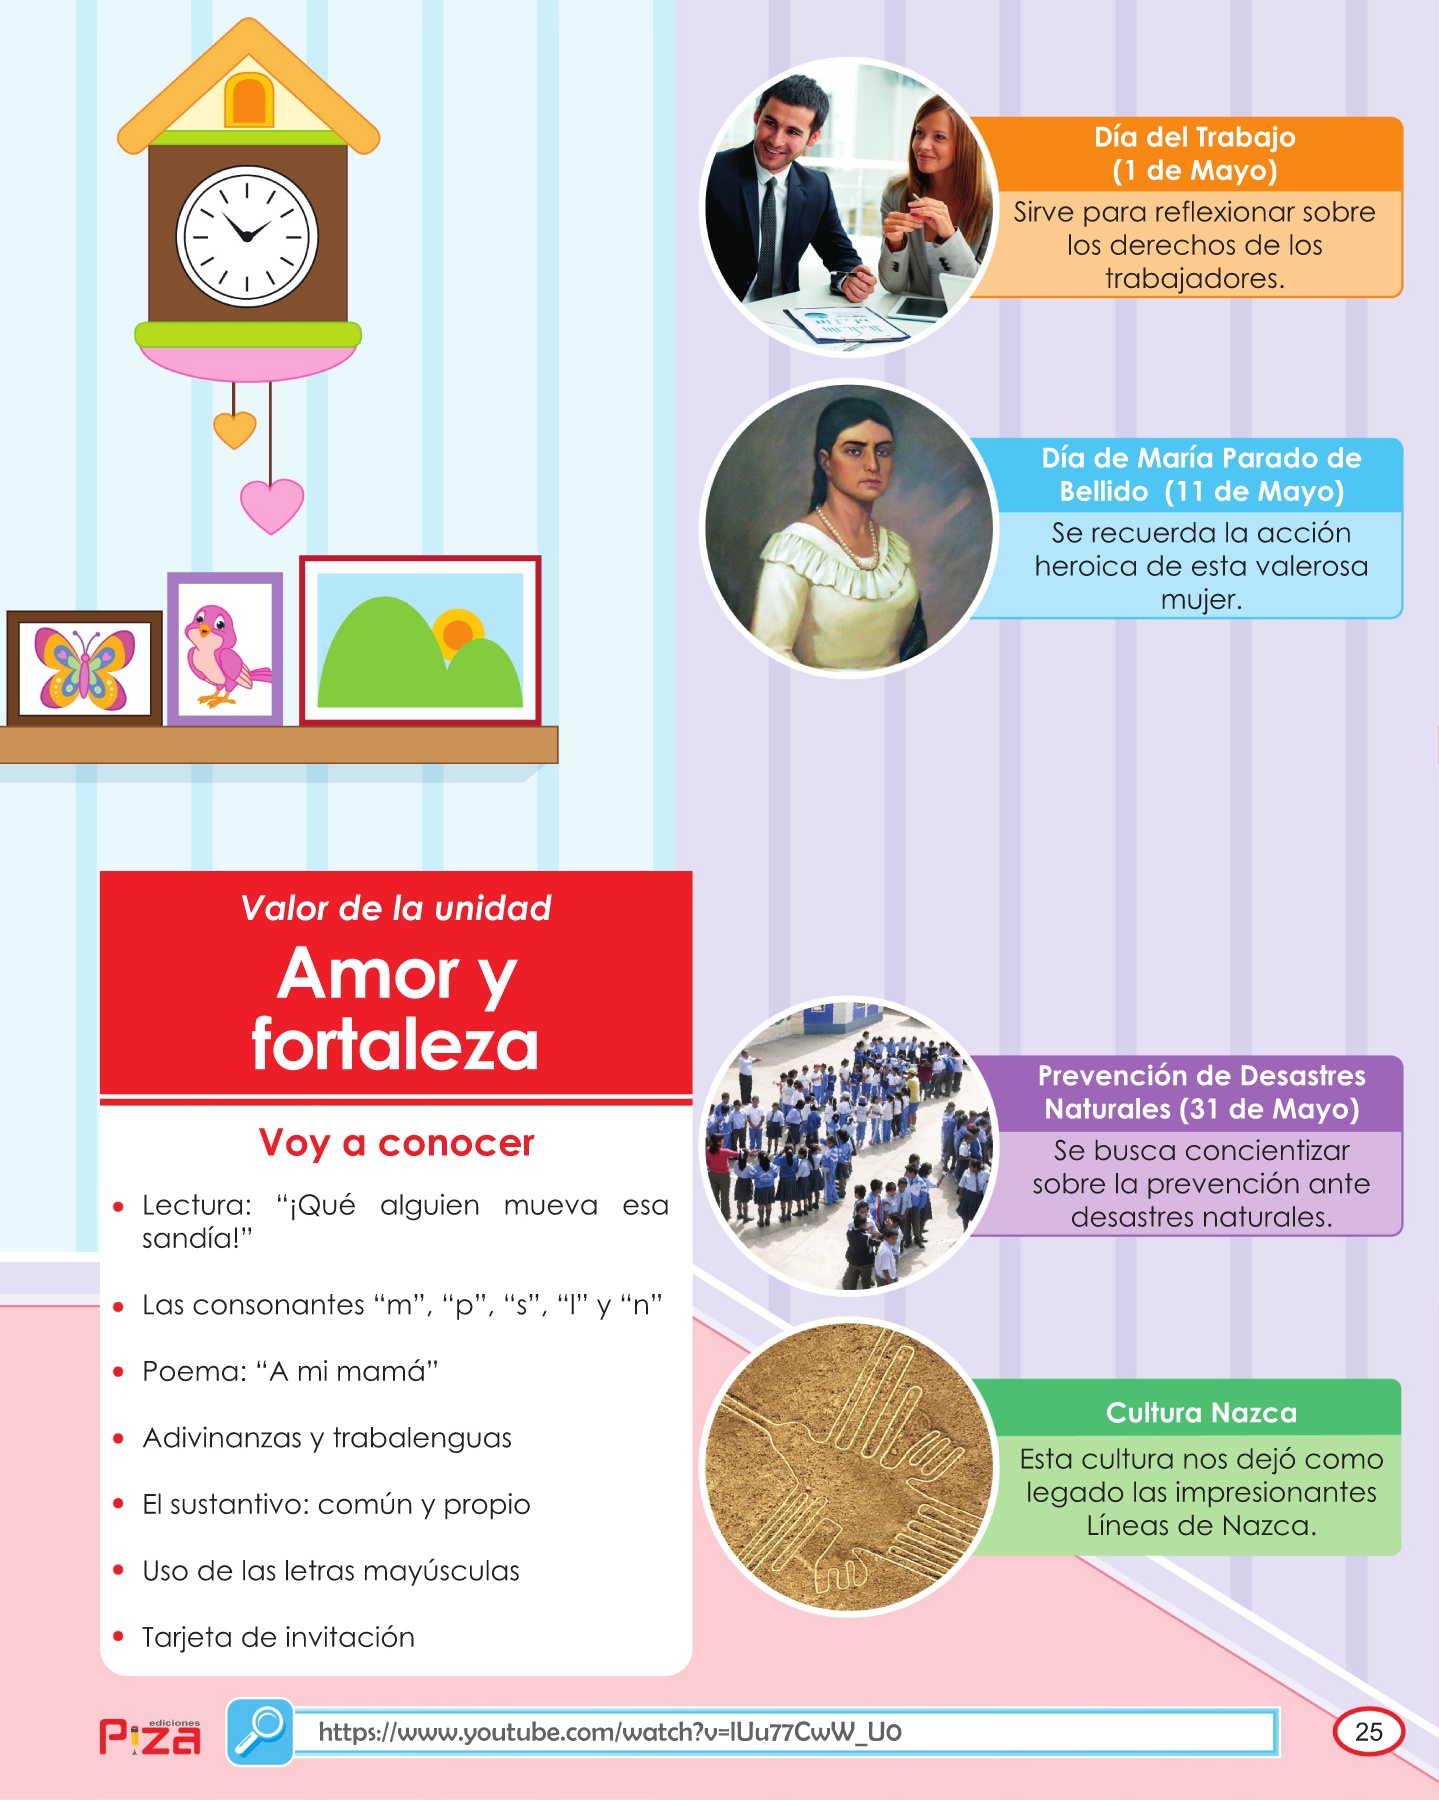 Día del Trabajo
(1 de Mayo)
Sirve para reflexionar sobre
los derechos de los
trabajadores.
Día de María Parado de
Bellido (11 de Mayo)
Se recuerda la acción
heroica de esta valerosa
mujer.
Valor de la unidad
Amor y
fortaleza
Voy a conocer
• Lectura: “¡Qué alguien mueva esa
sandía!”
• Las consonantes “m”, “p”, “s”, “l” y “n”
• Poema: “A mi mamá”
• Adivinanzas y trabalenguas
• El sustantivo: común y propio
• Uso de las letras mayúsculas
• Tarjeta de invitación
Prevención de Desastres
Naturales (31 de Mayo)
Se busca concientizar
sobre la prevención ante
desastres naturales.
Cultura Nazca
Esta cultura nos dejó como
legado las impresionantes
Líneas de Nazca.
ediciones
Piza
https://www.youtube.com/watch?v=lUu77CwW_U0
25